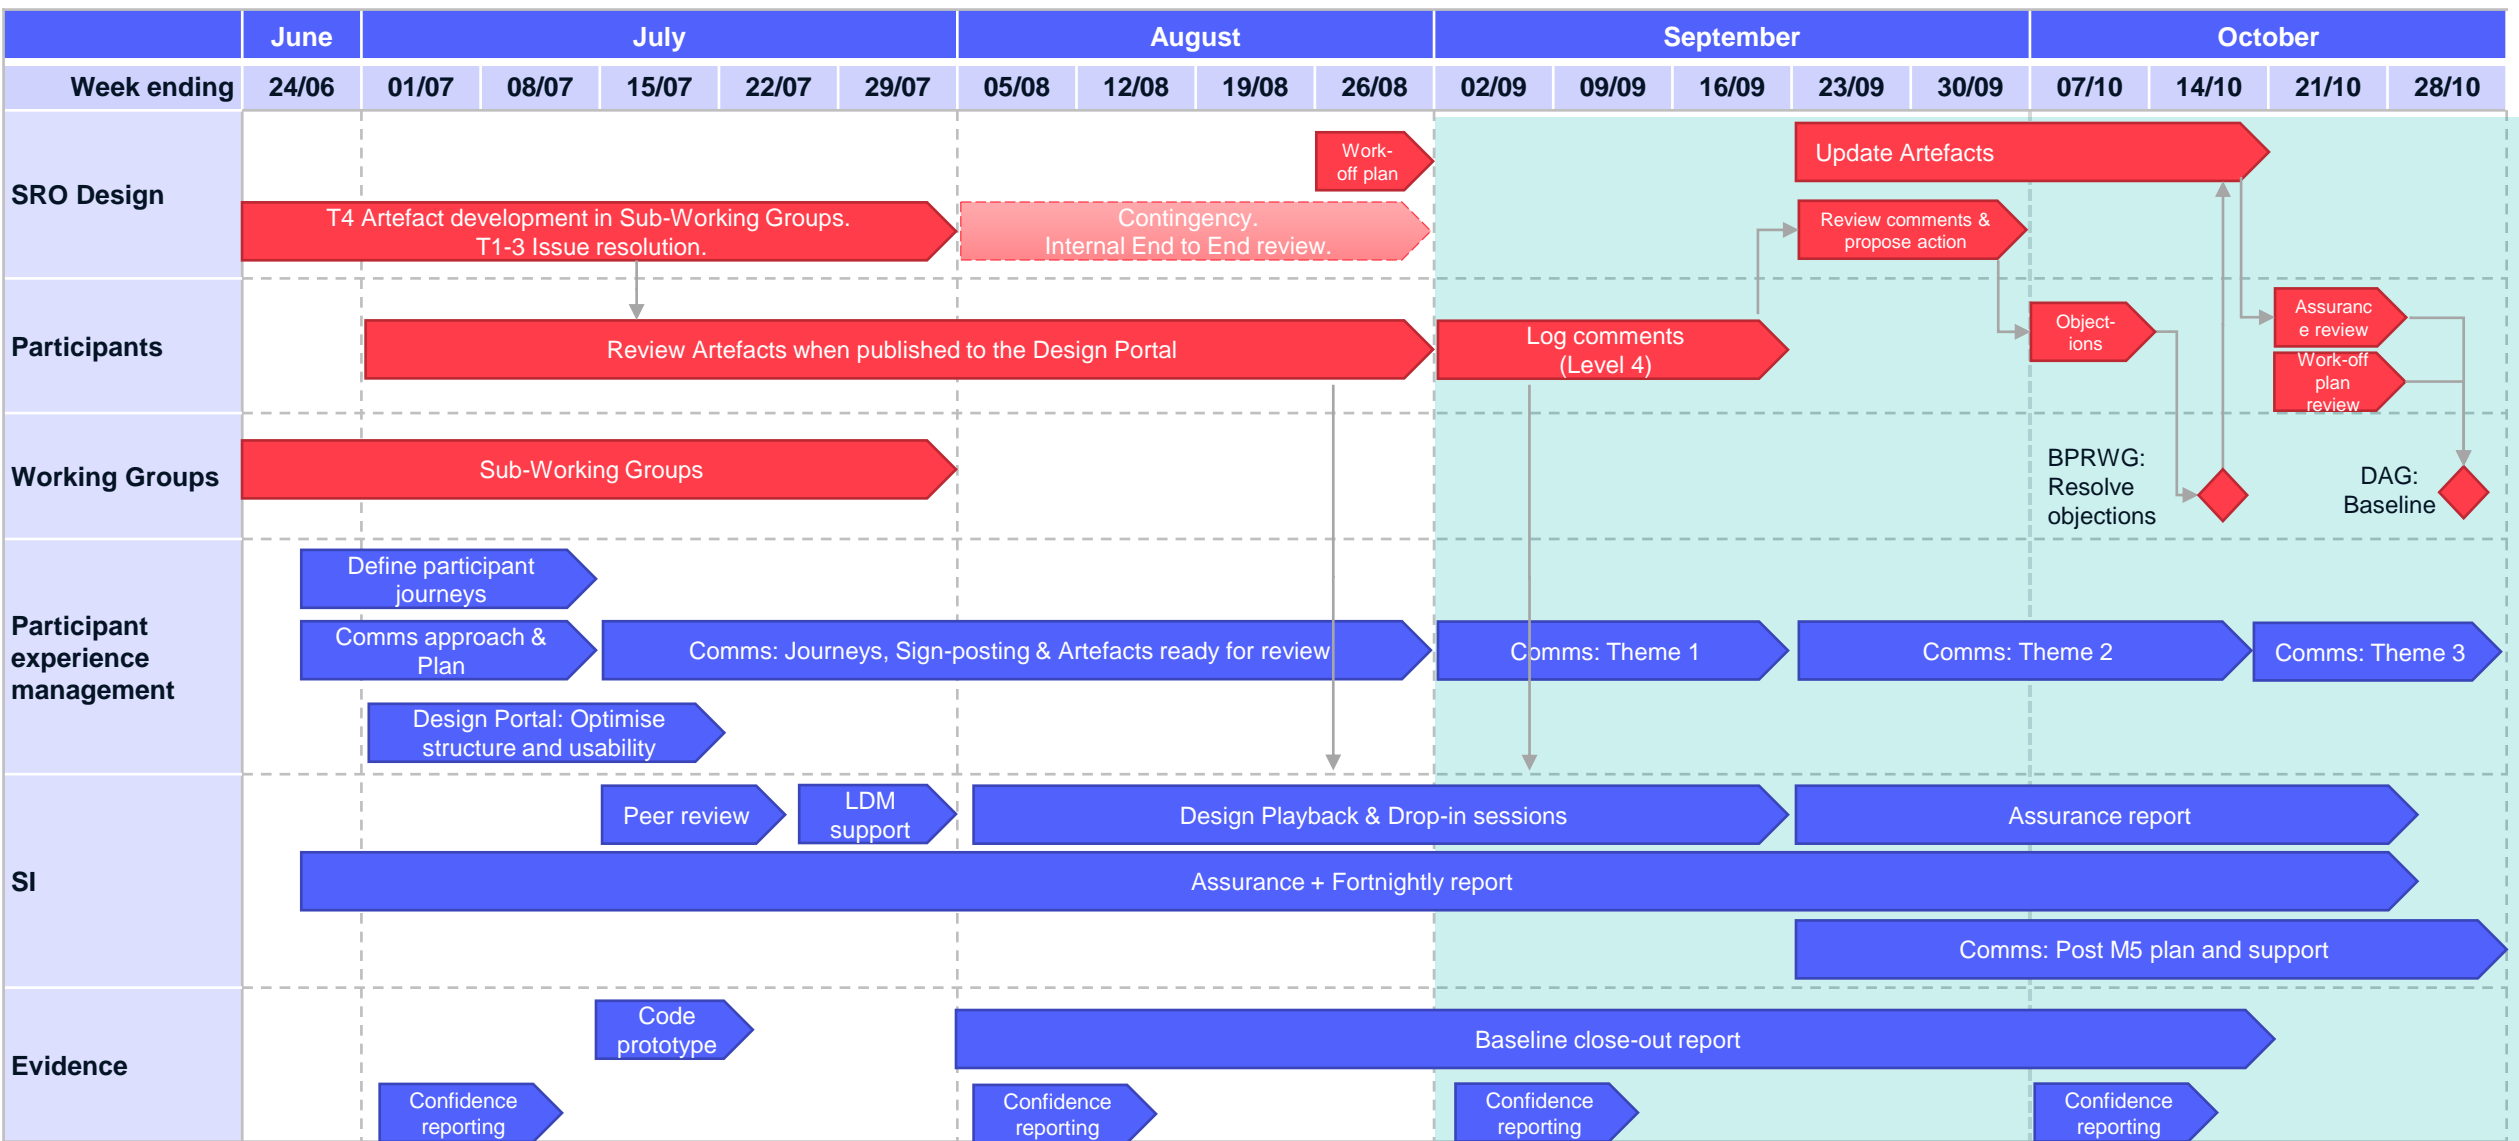 June
July
August
September
October
Week ending
24/06
01/07
08/07
15/07
22/07
29/07
05/08
12/08
19/08
26/08
02/09
09/09
16/09
23/09
30/09
07/10
14/10
21/10
28/10
SRO Design
Work-
off plan
Update Artefacts
T4 Artefact development in Sub-Working Groups.
T1-3 Issue resolution.
Contingency.
Internal End to End review.
Review comments &
propose action
Participants
Review Artefacts when published to the Design Portal
Log comments
(Level 4)
Object-
ions
Assuranc
e review
Work-off
plan
review
Working Groups
Sub-Working Groups
BPRWG:
Resolve
objections
DAG:
Baseline
Participant
experience
management
Define participant
journeys
Comms approach &
Plan
Comms: Journeys, Sign-posting & Artefacts ready for review
Comms: Theme 1
Comms: Theme 2
Comms: Theme 3
Design Portal: Optimise
structure and usability
SI
Peer review
LDM
support
Design Playback & Drop-in sessions
Assurance report
Assurance + Fortnightly report
Comms: Post M5 plan and support
Evidence
Code
prototype
Baseline close-out report
Confidence
reporting
Confidence
reporting
Confidence
reporting
Confidence
reporting